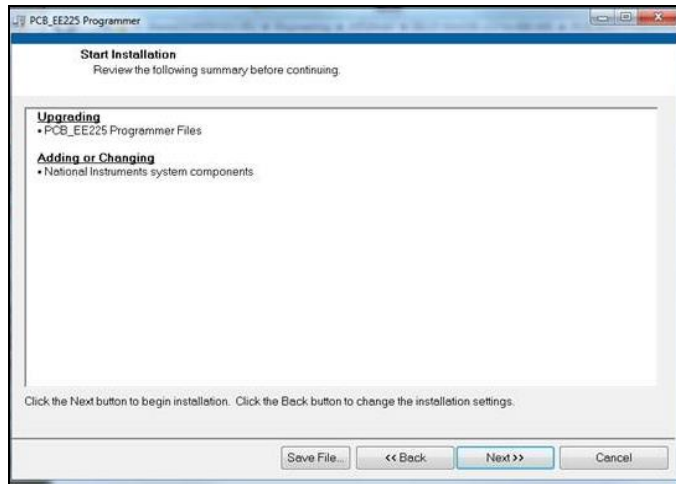 PCB_EE225 Programmer
Start Installation
Review the following summary before continuing.
Upgrading
• PCB_EE225 Programmer Files
Adding or Changing
• National Instruments system components
Click the Next button to begin installation. Click the Back button to change the installation settings.
Save File... << Back Next >> Cancel